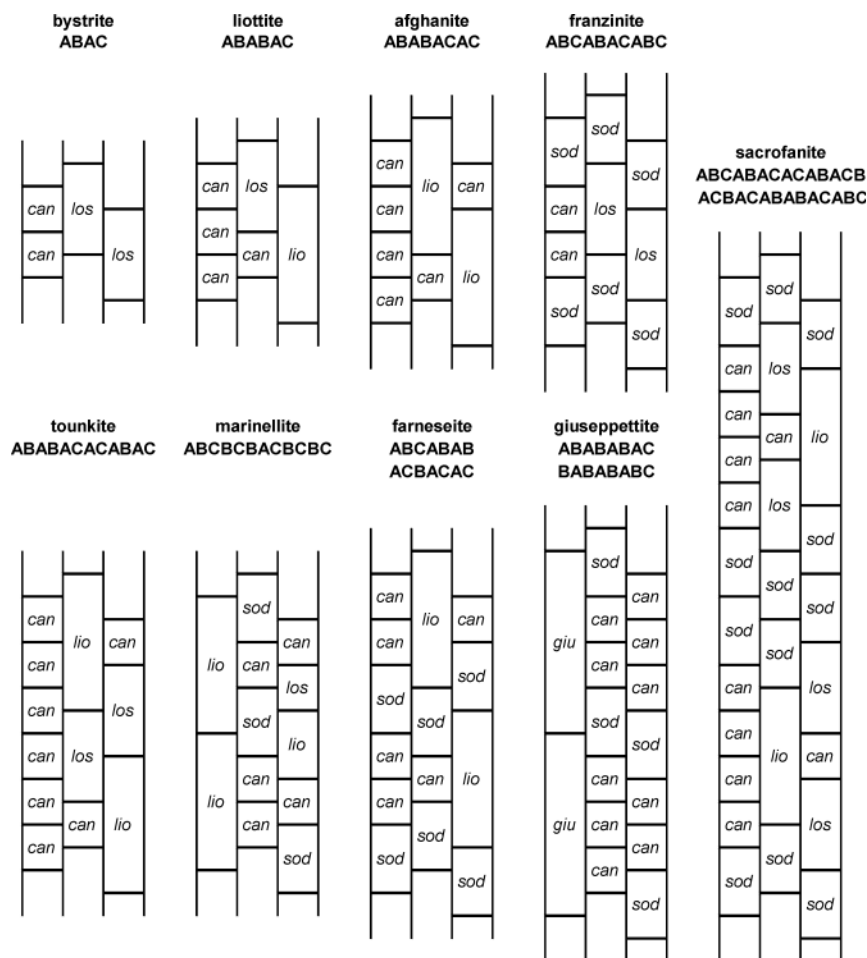 bystrite
ABAC
can
can
los
los
liottite
ABABAC
can
can
can
los
can
lio
afghanite
ABABACAC
can
can
can
can
lio
can
can
lio
franzinite
ABCABACABC
sod
can
can
sod
sod
los
sod
sod
los
sod
sacrofanite
ABCABACACABACB
ACBACABABACABC
sod
can
can
can
can
sod
sod
can
can
can
can
sod
sod
los
can
los
sod
sod
lio
sod
sod
lio
sod
sod
los
can
los
sod
tounkite
ABABACACABAC
can
can
can
can
can
can
lio
los
can
can
los
lio
marinellite
ABCBCBACBCBC
lio
lio
sod
can
sod
can
can
can
los
lio
can
sod
farneseite
ABCABAB
ACBACAC
can
can
sod
can
can
sod
lio
sod
can
sod
can
sod
lio
sod
giuseppettite
ABABABAC
BABABABC
giu
giu
sod
can
can
sod
can
can
can
can
can
can
sod
can
can
sod